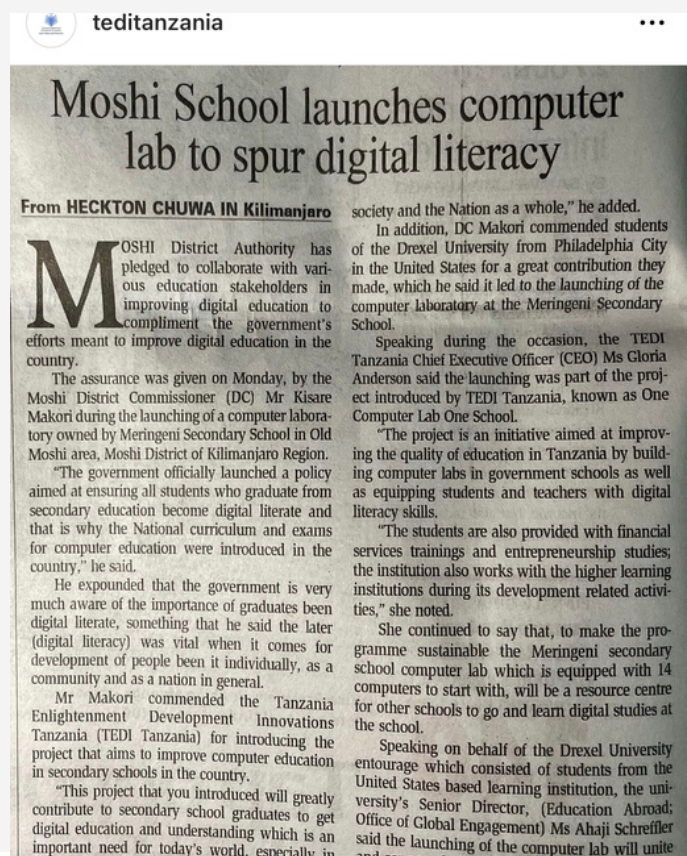 teditanzania
Moshi School launches computer
lab to spur digital literacy
From HECKTON CHUWA IN Kilimanjaro
MOSHI District Authority has
pledged to collaborate with vari-
ous education stakeholders in
improving digital education to
compliment the government's
efforts meant to improve digital education in the
country.
The assurance was given on Monday, by the
Moshi District Commissioner (DC) Mr Kisare
Makori during the launching of a computer labora-
tory owned by Meringeni Secondary School in Old
Moshi area, Moshi District of Kilimanjaro Region.
"The government officially launched a policy
aimed at ensuring all students who graduate from
secondary education become digital literate and
that is why the National curriculum and exams
for computer education were introduced in the
country," he said.
He expounded that the government is very
much aware of the importance of graduates been
digital literate, something that he said the later
(digital literacy) was vital when it comes for
development of people been it individually, as a
community and as a nation in general.
Mr Makori commended the Tanzania
Enlightenment Development Innovations
Tanzania (TEDI Tanzania) for introducing the
project that aims to improve computer education
in secondary schools in the country.
"This project that you introduced will greatly
contribute to secondary school graduates to get
digital education and understanding which is an
important need for today's world, especially in
society and the Nation as a whole," he added.
In addition, DC Makori commended students
of the Drexel University from Philadelphia City
in the United States for a great contribution they
made, which he said it led to the launching of the
computer laboratory at the Meringeni Secondary
School.
Speaking during the occasion, the TEDI
Tanzania Chief Executive Officer (CEO) Ms Gloria
Anderson said the launching was part of the proj-
ect introduced by TEDI Tanzania, known as One
Computer Lab One School.
"The project is an initiative aimed at improv-
ing the quality of education in Tanzania by build-
ing computer labs in government schools as well
as equipping students and teachers with digital
literacy skills.
"The students are also provided with financial
services trainings and entrepreneurship studies;
the institution also works with the higher learning
institutions during its development related activi-
ties," she noted.
She continued to say that, to make the pro-
gramme sustainable the Meringeni secondary
school computer lab which is equipped with 14
computers to start with, will be a resource centre
for other schools to go and learn digital studies at
the school.
Speaking on behalf of the Drexel University
entourage which consisted of students from the
United States based learning institution, the uni-
versity's Senior Director, (Education Abroad;
Office of Global Engagement) Ms Ahaji Schreffler
said the launching of the computer lab will unite